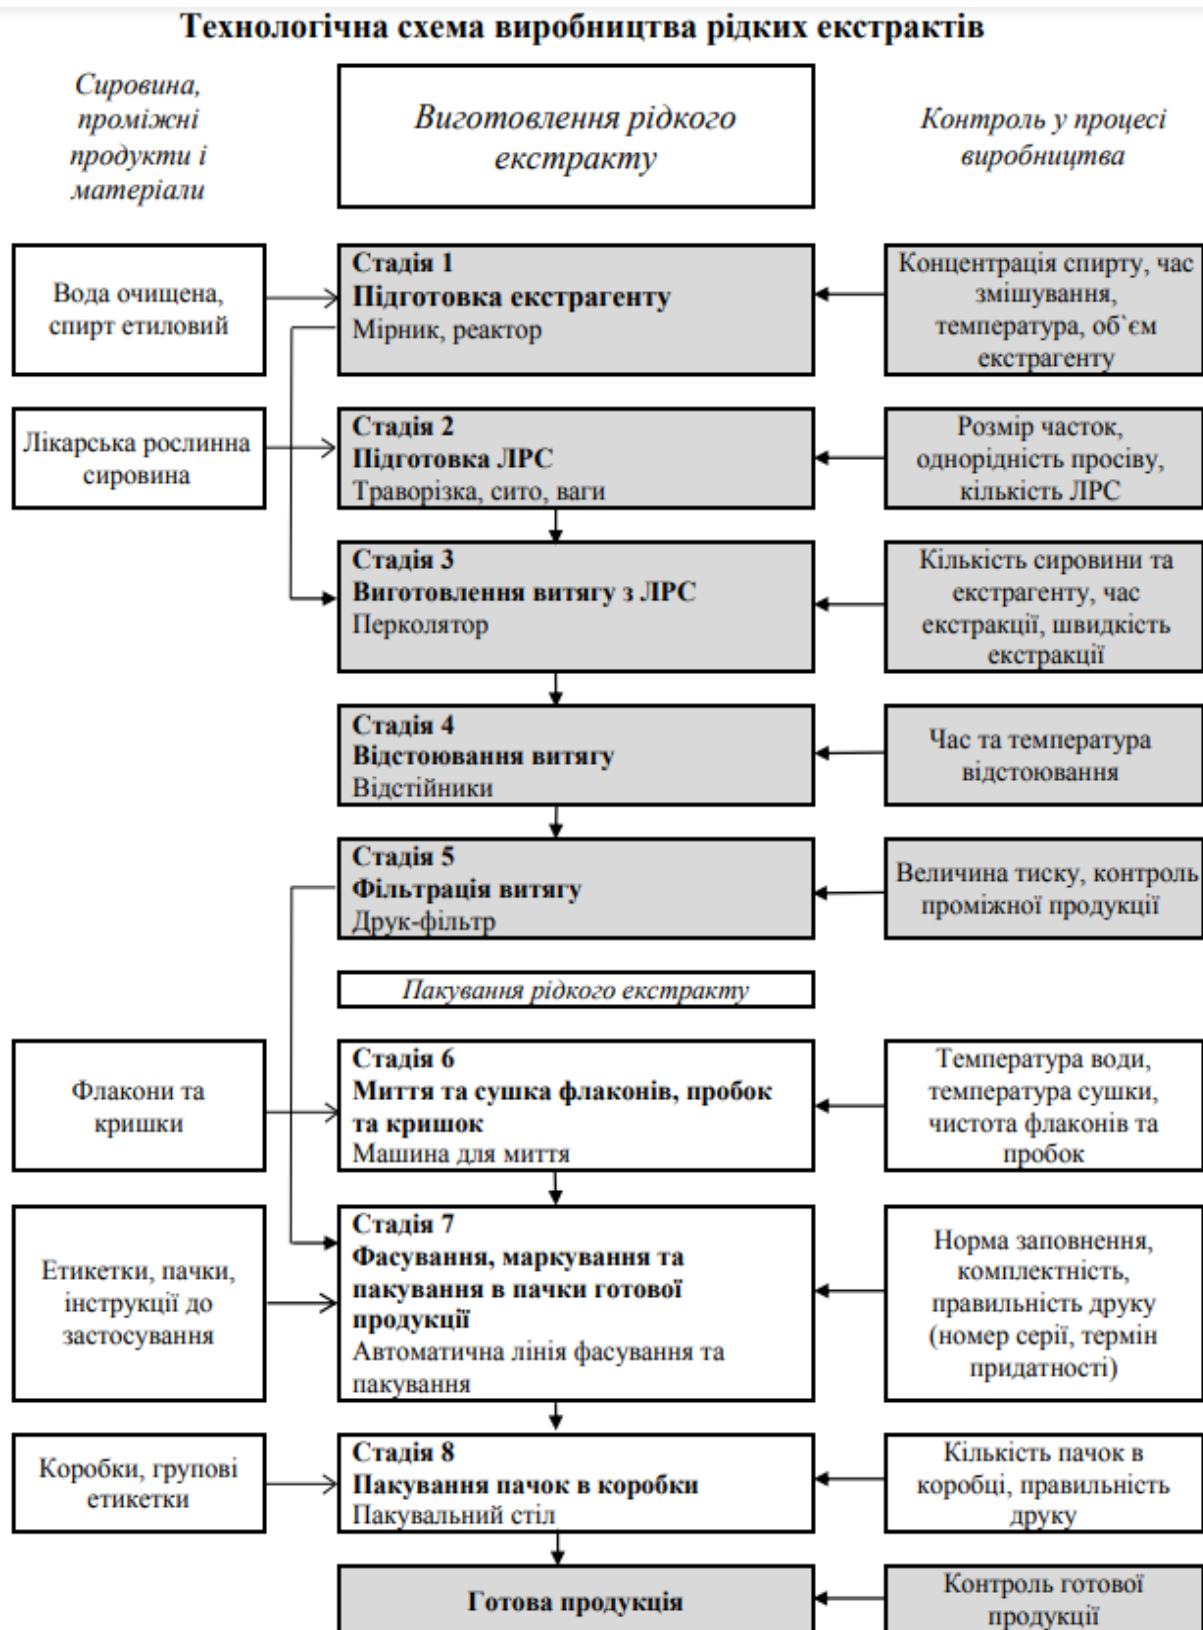 Технологічна схема виробництва рідких екстрактів
Сировина,
проміжні
продукти і
матеріали
Виготовлення рідкого
екстракту
Контроль у процесі
виробництва
Вода очищена,
спирт етиловий
Стадія 1
Підготовка екстрагенту
Мірник, реактор
Концентрація спирту, час
змішування,
температура, об`єм
екстрагенту
Лікарська рослинна
сировина
Стадія 2
Підготовка ЛРС
Траворізка, сито, ваги
Розмір часток,
однорідність просіву,
кількість ЛРС
Стадія 3
Виготовлення витягу з ЛРС
Перколятор
Кількість сировини та
екстрагенту, час
екстракції, швидкість
екстракції
Стадія 4
Відстоювання витягу
Відстійники
Час та температура
відстоювання
Стадія 5
Фільтрація витягу
Друк-фільтр
Величина тиску, контроль
проміжної продукції
Пакування рідкого екстракту
Флакони та
кришки
Стадія 6
Миття та сушка флаконів, пробок
та кришок
Машина для миття
Температура води,
температура сушки,
чистота флаконів та
пробок
Етикетки, пачки,
інструкції до
застосування
Стадія 7
Фасування, маркування та
пакування в пачки готової
продукції
Автоматична лінія фасування та
пакування
Норма заповнення,
комплектність,
правильність друку
(номер серії, термін
придатності)
Коробки, групові
етикетки
Стадія 8
Пакування пачок в коробки
Пакувальний стіл
Кількість пачок в
коробці, правильність
друку
Готова продукція
Контроль готової
продукції